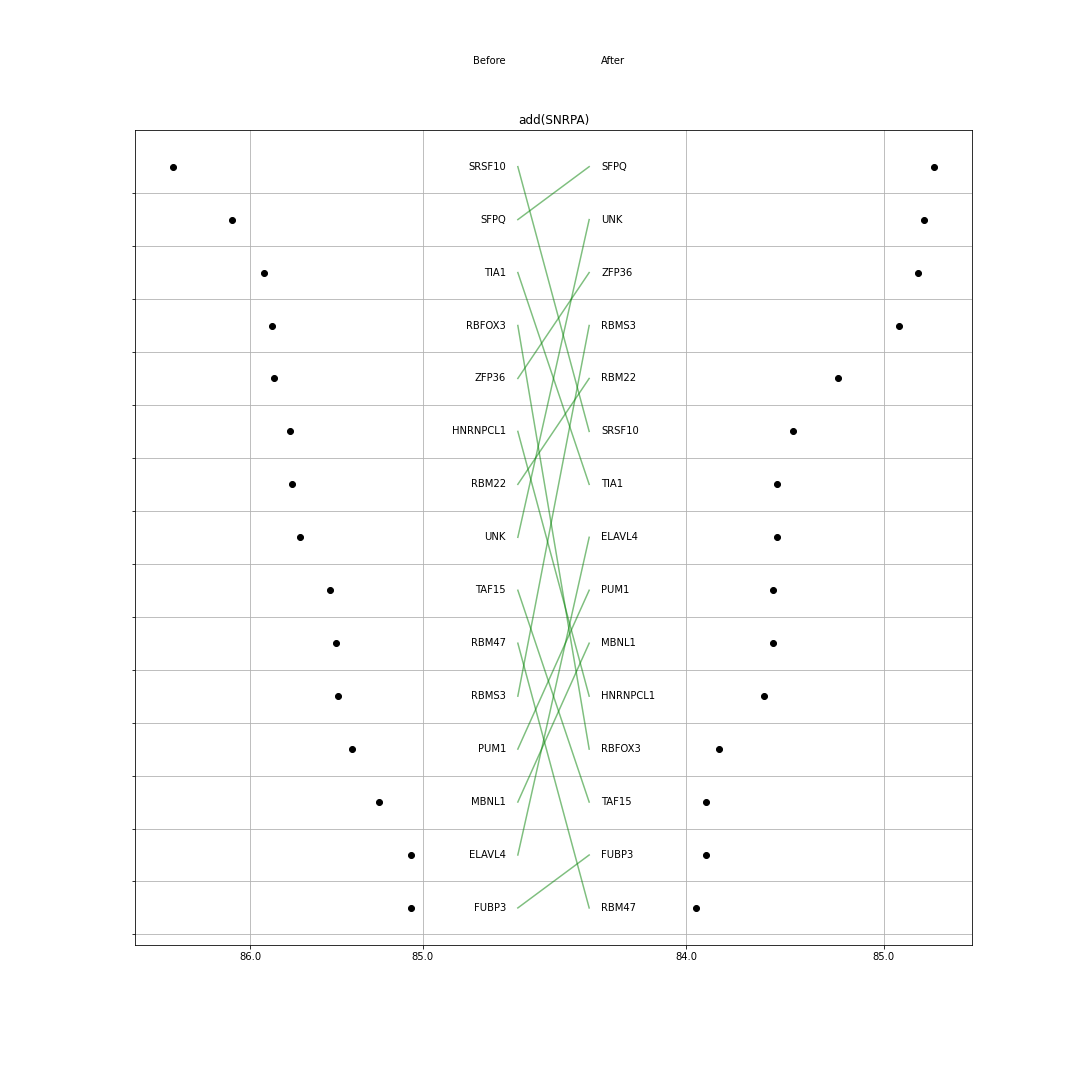 Before After
add(SNRPA)
SRSF10 SFPQ
SFPQ UNK
TIA1 ZFP36
RBFOX3 RBMS3
ZFP36 RBM22
HNRNPCL1 SRSF10
RBM22 TIA1
UNK ELAVL4
TAF15 PUM1
RBM47 MBNL1
RBMS3 HNRNPCL1
PUM1 RBFOX3
MBNL1 TAF15
ELAVL4 FUBP3
FUBP3 RBM47
86.0 85.0 84.0 85.0